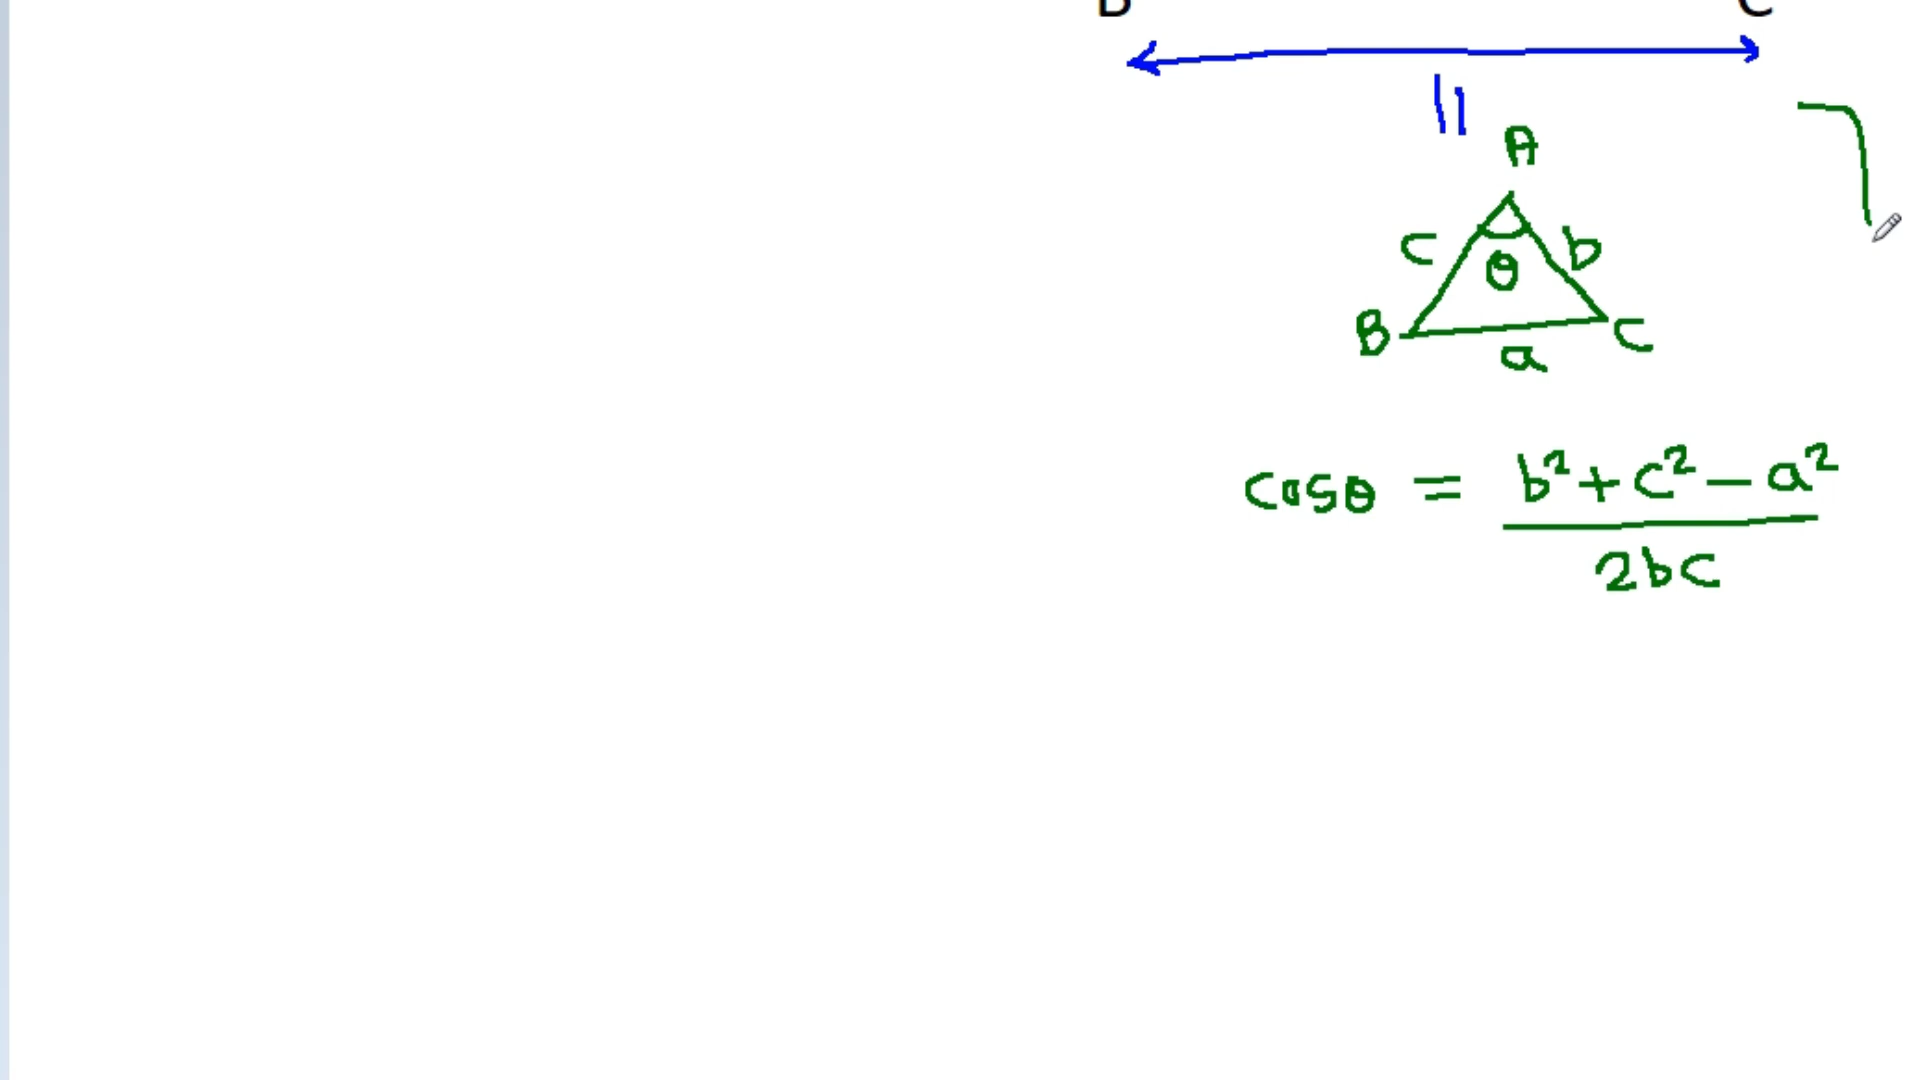 B C
11
A
c θ b
B a C
cosθ = b²+c²-a² / 2bc